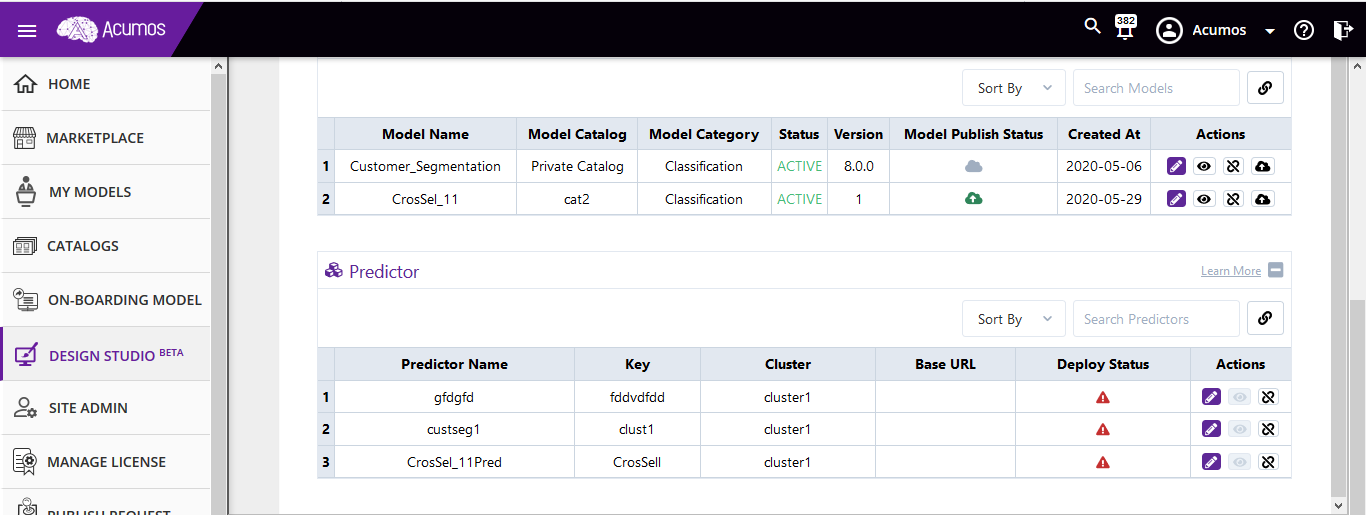 Acumos
382
Acumos
HOME
MARKETPLACE
MY MODELS
CATALOGS
ON-BOARDING MODEL
DESIGN STUDIO BETA
SITE ADMIN
MANAGE LICENSE
PUBLISH REQUEST
Sort By Search Models
Model Name Model Catalog Model Category Status Version Model Publish Status Created At Actions
1 Customer_Segmentation Private Catalog Classification ACTIVE 8.0.0 2020-05-06
2 CrosSel_11 cat2 Classification ACTIVE 1 2020-05-29
Predictor Learn More
Sort By Search Predictors
Predictor Name Key Cluster Base URL Deploy Status Actions
1 gfdgfd fddvdfdd cluster1
2 custseg1 clust1 cluster1
3 CrosSel_11Pred CrosSell cluster1